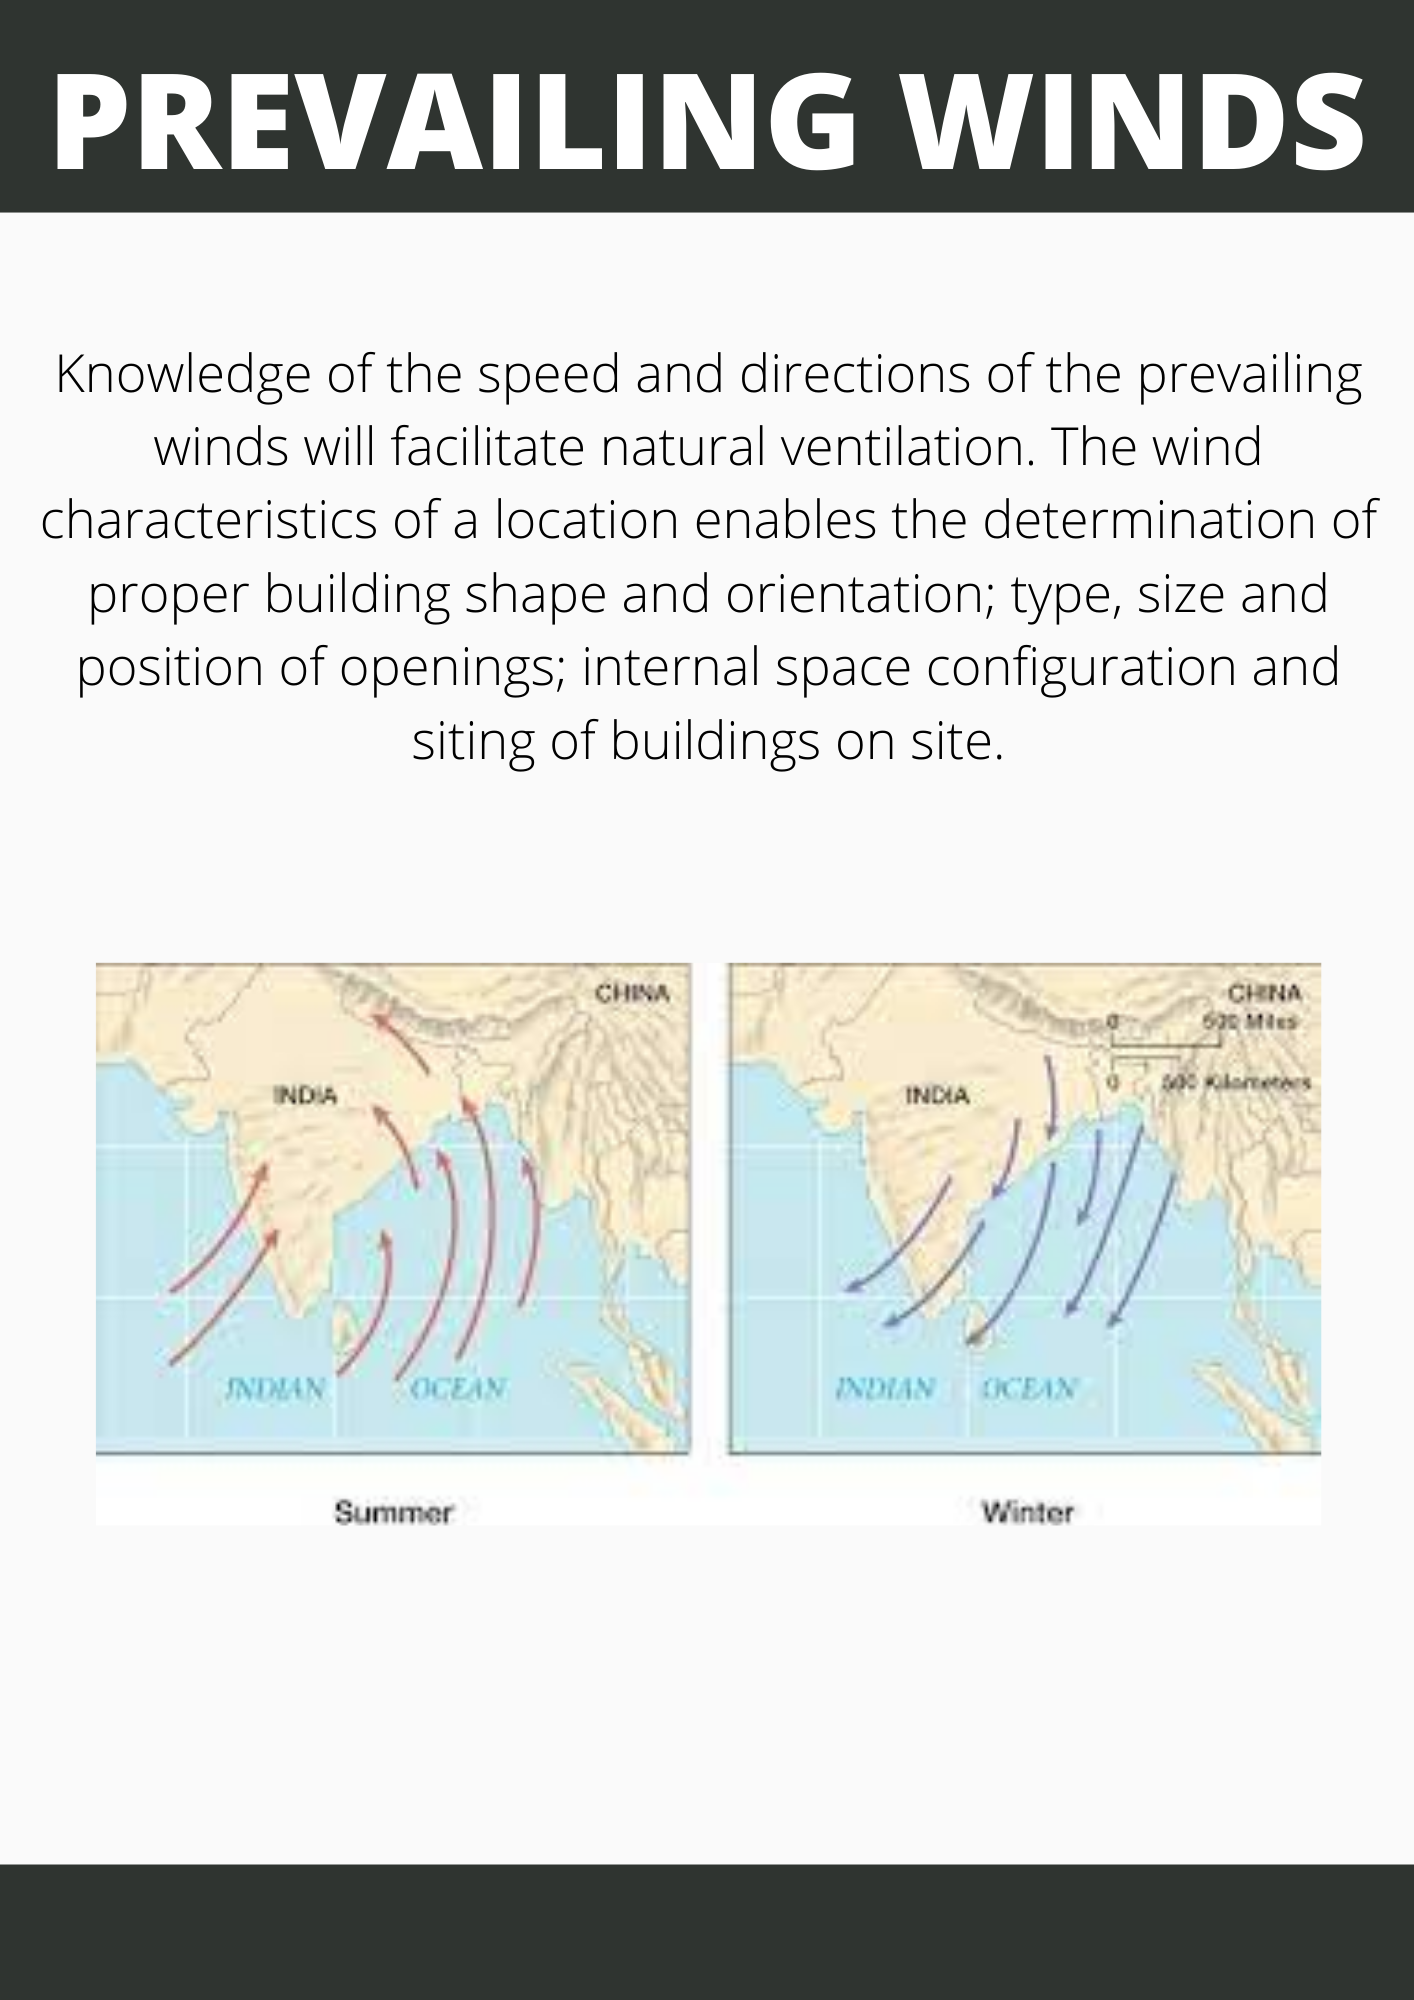 PREVAILING WINDS
Knowledge of the speed and directions of the prevailing
winds will facilitate natural ventilation. The wind
characteristics of a location enables the determination of
proper building shape and orientation; type, size and
position of openings; internal space configuration and
siting of buildings on site.
CHINA
INDIA
INDIAN OCEAN
Summer
CHINA
0 500 Miles
0 500 Kilometers
INDIA
INDIAN OCEAN
Winter